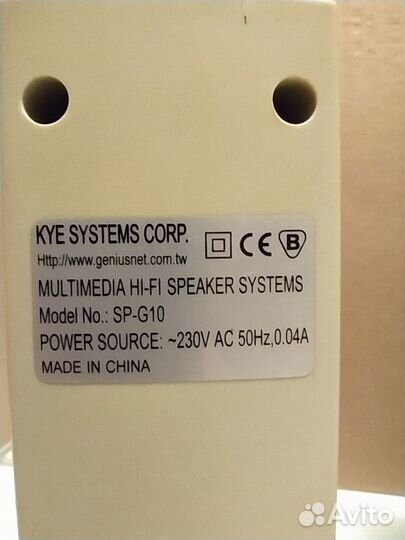 KYE SYSTEMS CORP.
Http://www.geniusnet.com.tw
CE B
MULTIMEDIA HI-FI SPEAKER SYSTEMS
Model No.: SP-G10
POWER SOURCE: ~230V AC 50Hz,0.04A
MADE IN CHINA
Avito